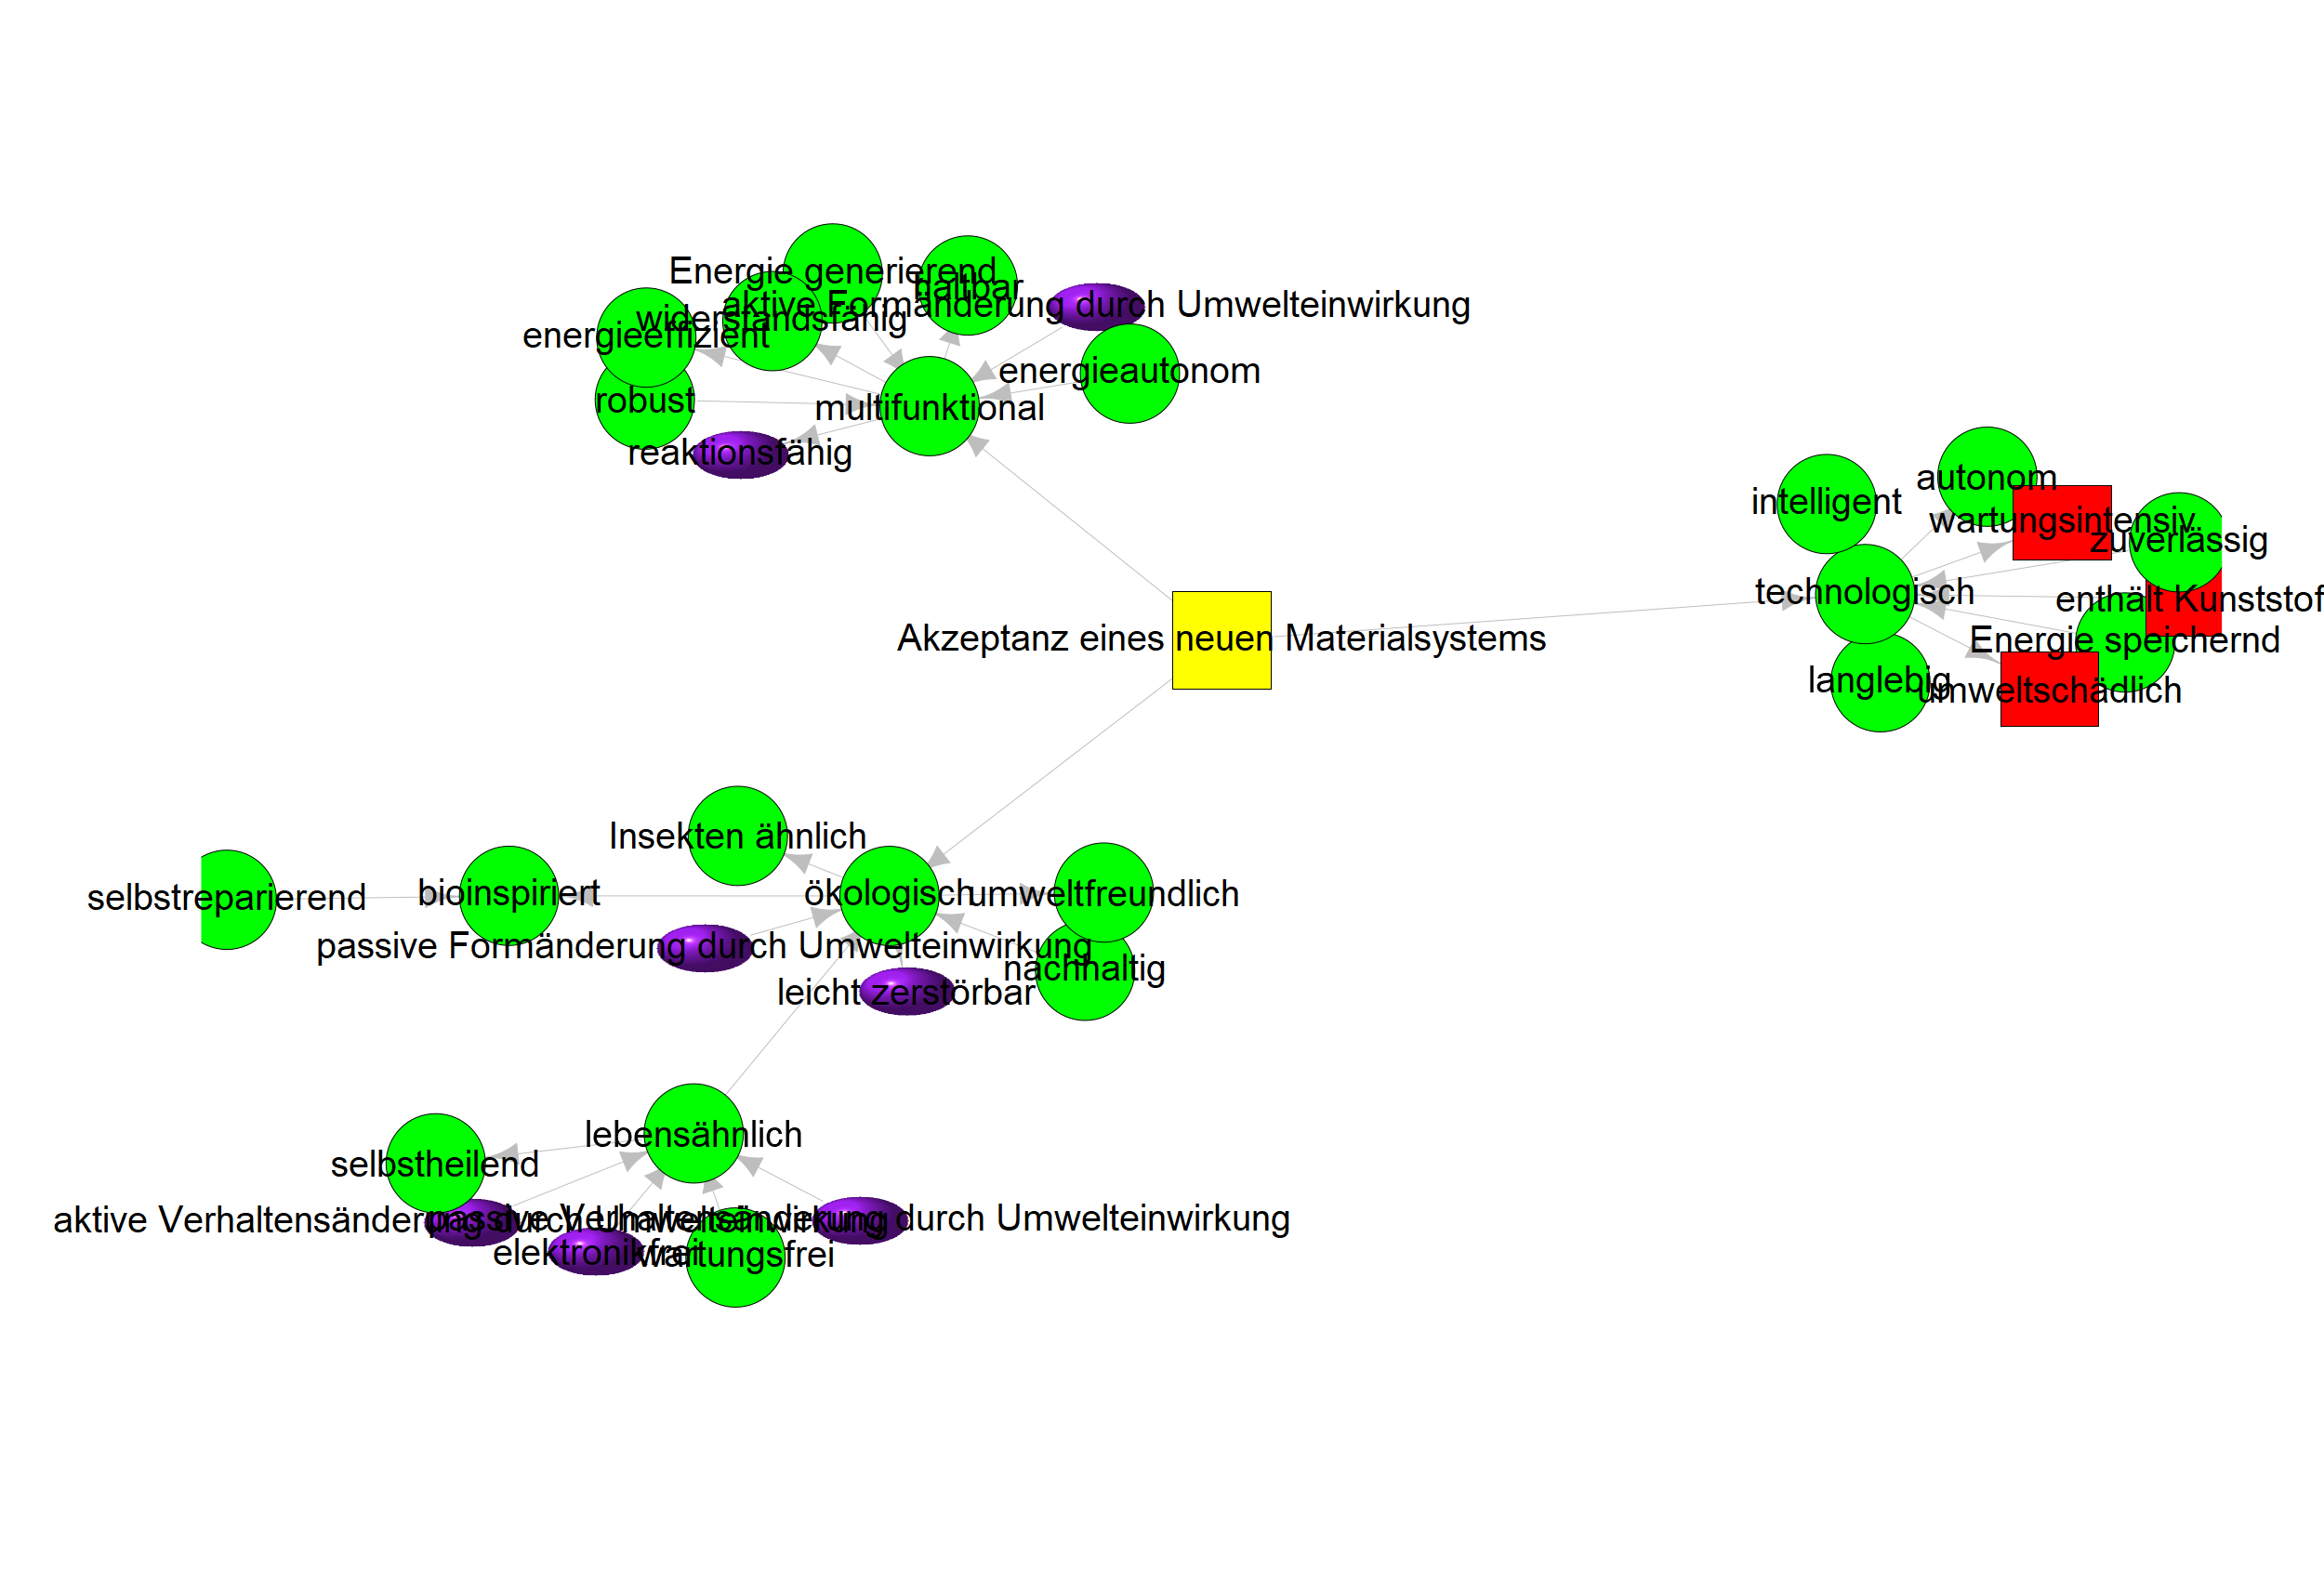 Energie generierend
haltbar
aktive Formänderung durch Umwelteinwirkung
widerstandsfähig
energieeffizient
energieautonom
robust
multifunktional
reaktionsfähig
autonom
intelligent
wartungsintensiv
zuverlässig
technologisch
enthält Kunststof
Akzeptanz eines neuen Materialsystems
Energie speichernd
langlebig
umweltschädlich
Insekten ähnlich
selbstreparierend
bioinspiriert
ökologisch
umweltfreundlich
passive Formänderung durch Umwelteinwirkung
nachhaltig
leicht zerstörbar
lebensähnlich
selbstheilend
aktive Verhaltensänderung durch Umwelteinwirkung
passive Verhaltensänderung durch Umwelteinwirkung
elektronikfrei
wartungsfrei